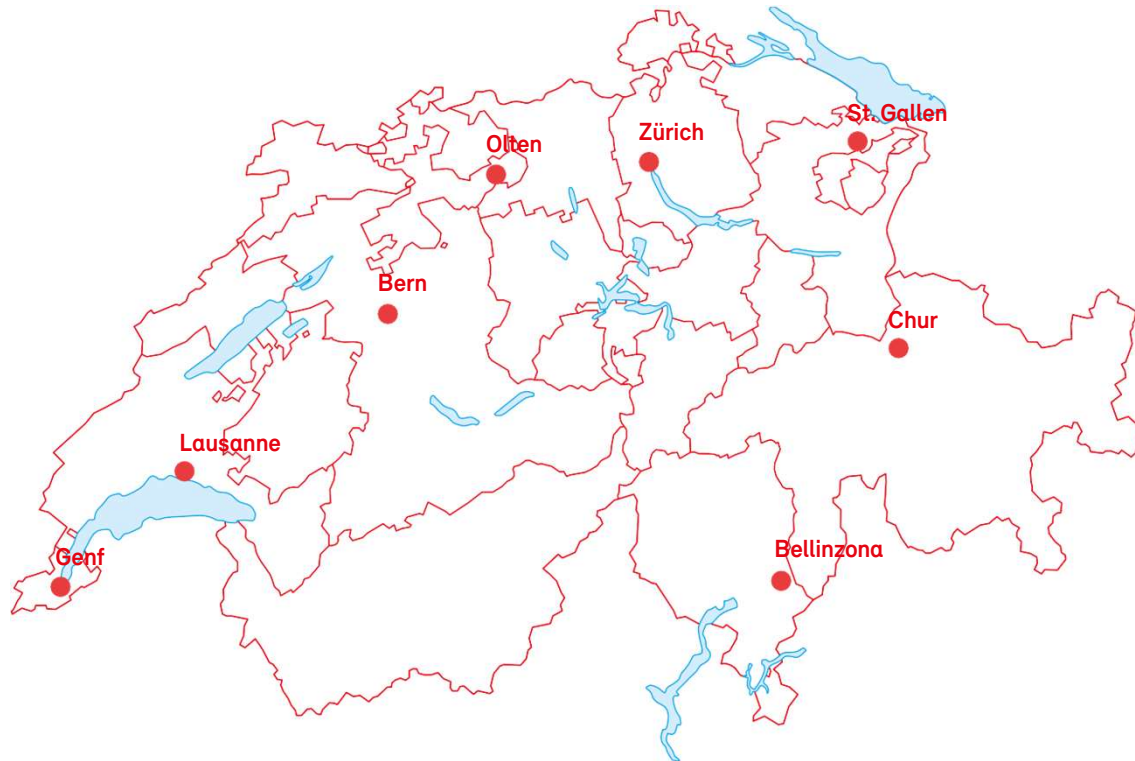 St. Gallen
Zürich
Olten
Bern
Chur
Lausanne
Genf
Bellinzona